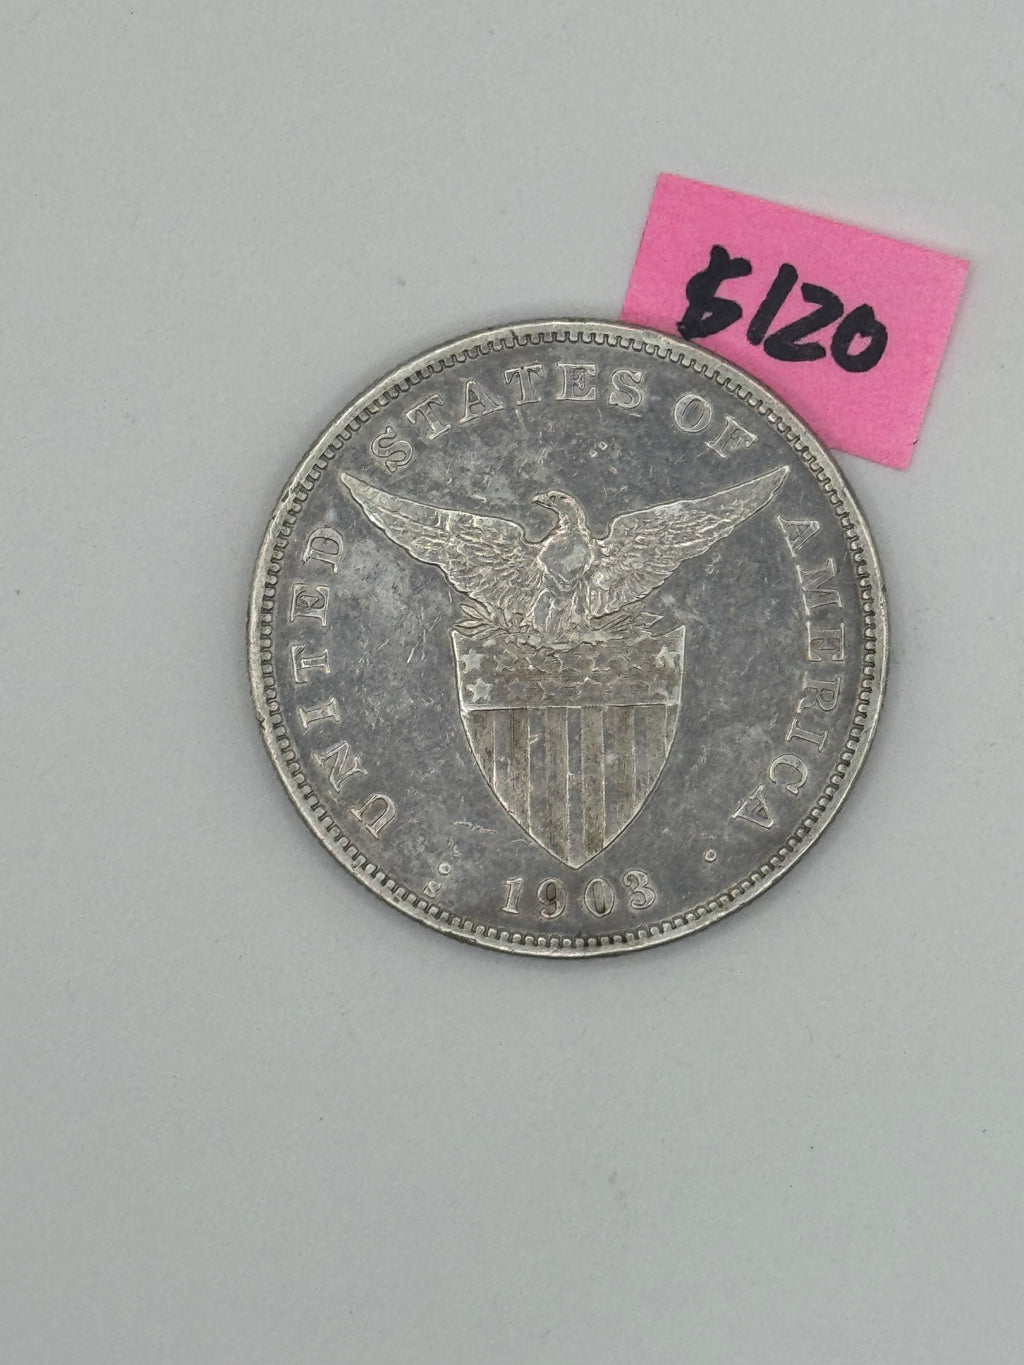 $120
UNITED STATES OF AMERICA
S 1903